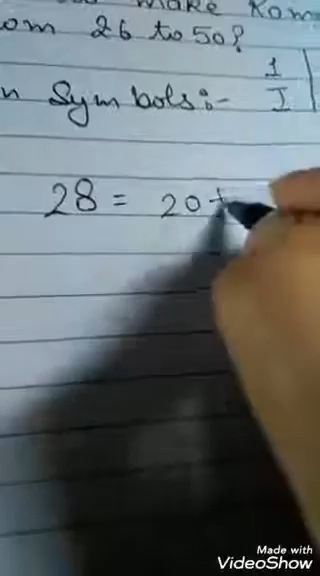 make Rom
om 26 to 50?
n Symbols:- 1
I
28 = 20+
Made with
VideoShow